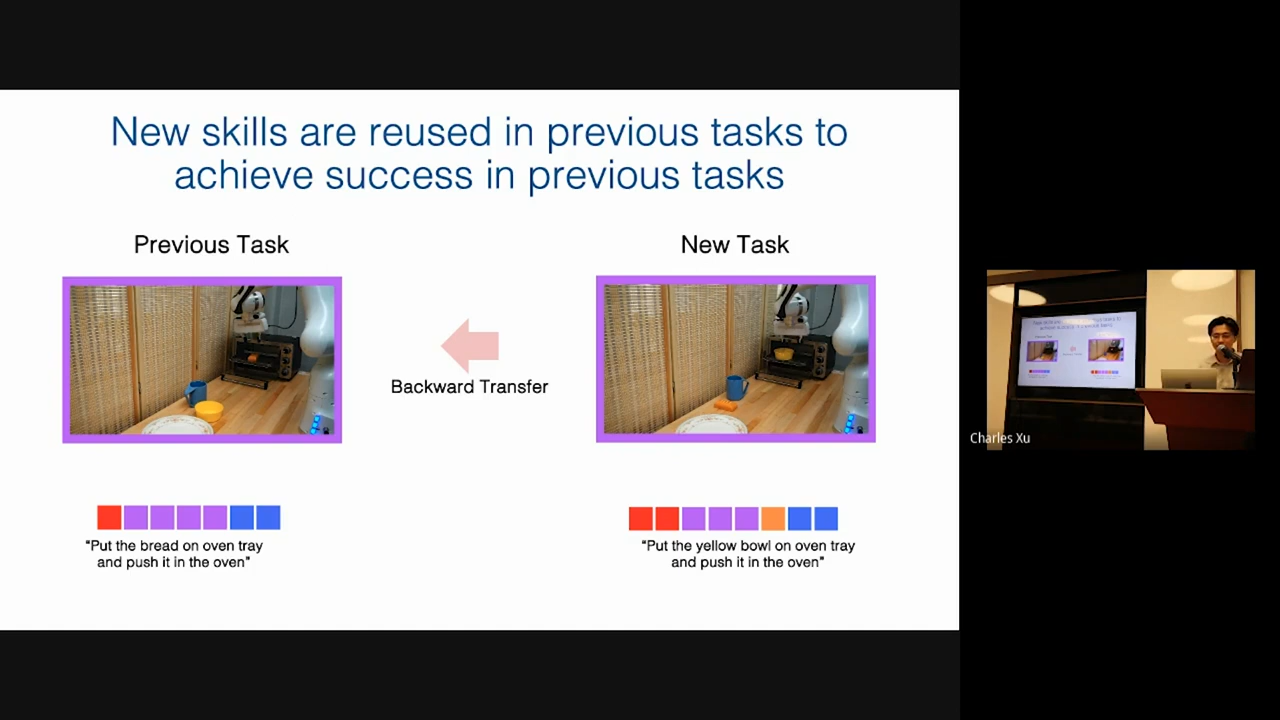 New skills are reused in previous tasks to
achieve success in previous tasks
Previous Task
New Task
Backward Transfer
“Put the bread on oven tray
and push it in the oven”
“Put the yellow bowl on oven tray
and push it in the oven”
Charles Xu